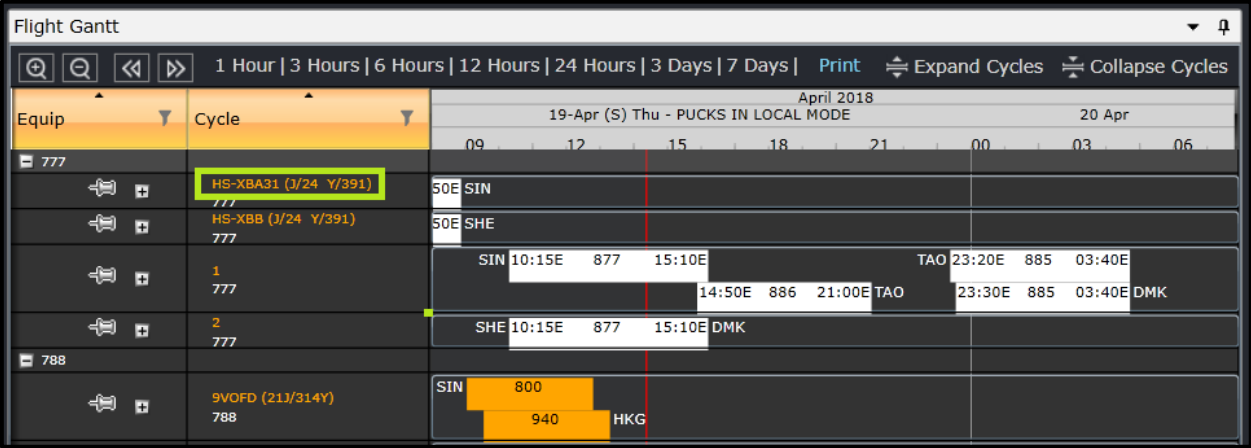 Flight Gantt
1 Hour | 3 Hours | 6 Hours | 12 Hours | 24 Hours | 3 Days | 7 Days | Print Expand Cycles Collapse Cycles
April 2018
Equip Cycle 19-Apr (S) Thu - PUCKS IN LOCAL MODE 20 Apr
09 12 15 18 21 00 03 06
777
HS-XBA31 (J/24 Y/391) 50E SIN
777
HS-XBB (J/24 Y/391) 50E SHE
777
SIN 10:15E 877 15:10E TAO 23:20E 885 03:40E
1
777 14:50E 886 21:00E TAO 23:30E 885 03:40E DMK
2 SHE 10:15E 877 15:10E DMK
777
788
SIN 800
9VOFD (21J/314Y)
788 940 HKG